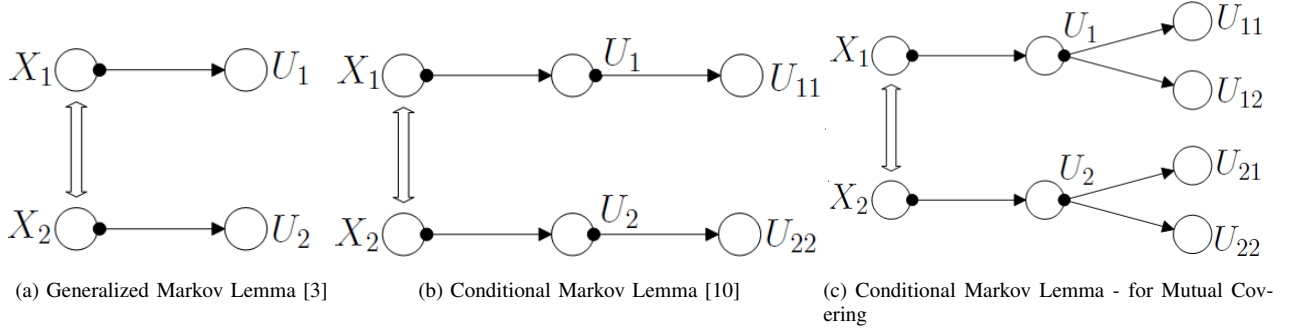 X₁ U₁
X₂ U₂
(a) Generalized Markov Lemma [3]
X₁ U₁ U₁₁
X₂ U₂ U₂₂
(b) Conditional Markov Lemma [10]
X₁ U₁ U₁₁
U₁₂
X₂ U₂ U₂₁
U₂₂
(c) Conditional Markov Lemma - for Mutual Cov-
ering